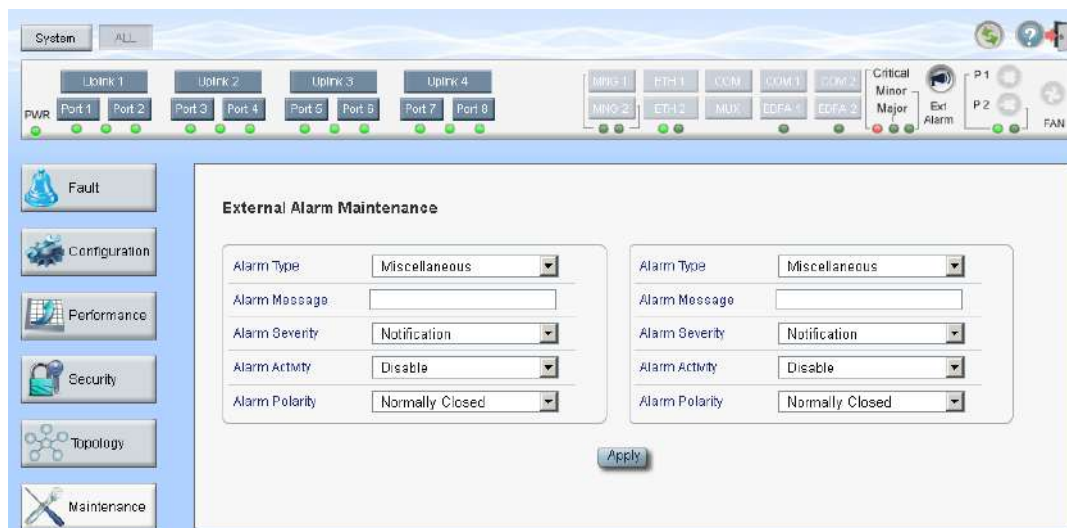 System ALL
Uplink 1 Uplink 2 Uplink 3 Uplink 4
PWR Port 1 Port 2 Port 3 Port 4 Port 5 Port 6 Port 7 Port 8
MNG 1 ETH 1 COM COM 1 COM 2
MNG 2 ETH 2 MUX EDFA 1 EDFA 2
Critical
Minor
Major
Ext
Alarm
P1
P2
FAN
Fault
Configuration
Performance
Security
Topology
Maintenance
External Alarm Maintenance
Alarm Type Miscellaneous
Alarm Message
Alarm Severity Notification
Alarm Activity Disable
Alarm Polarity Normally Closed
Alarm Type Miscellaneous
Alarm Message
Alarm Severity Notification
Alarm Activity Disable
Alarm Polarity Normally Closed
Apply